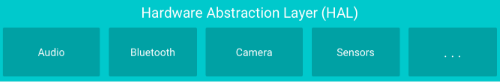 Hardware Abstraction Layer (HAL)
Audio Bluetooth Camera Sensors ...